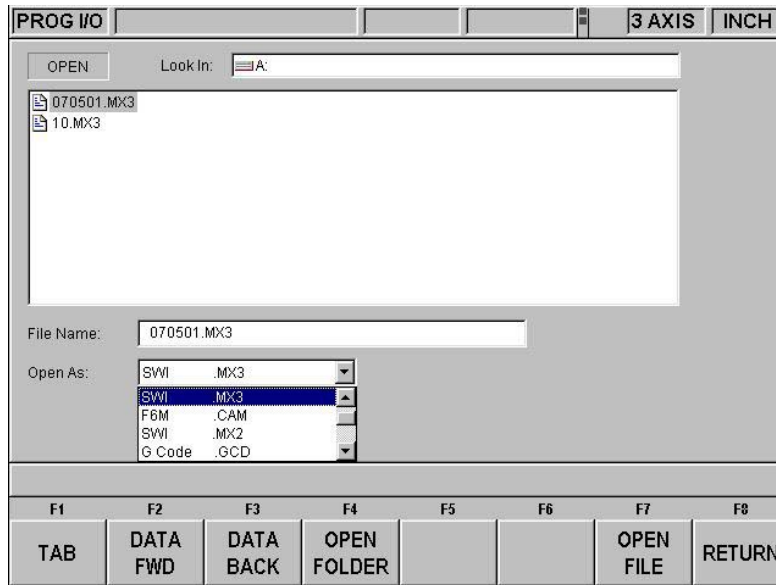 PROG I/O 3 AXIS INCH
OPEN Look In: A:
070501.MX3
10.MX3
File Name: 070501.MX3
Open As: SWI .MX3
SWI .MX3
F6M .CAM
SWI .MX2
G Code .GCD
F1 F2 F3 F4 F5 F6 F7 F8
TAB DATA FWD DATA BACK OPEN FOLDER OPEN FILE RETURN